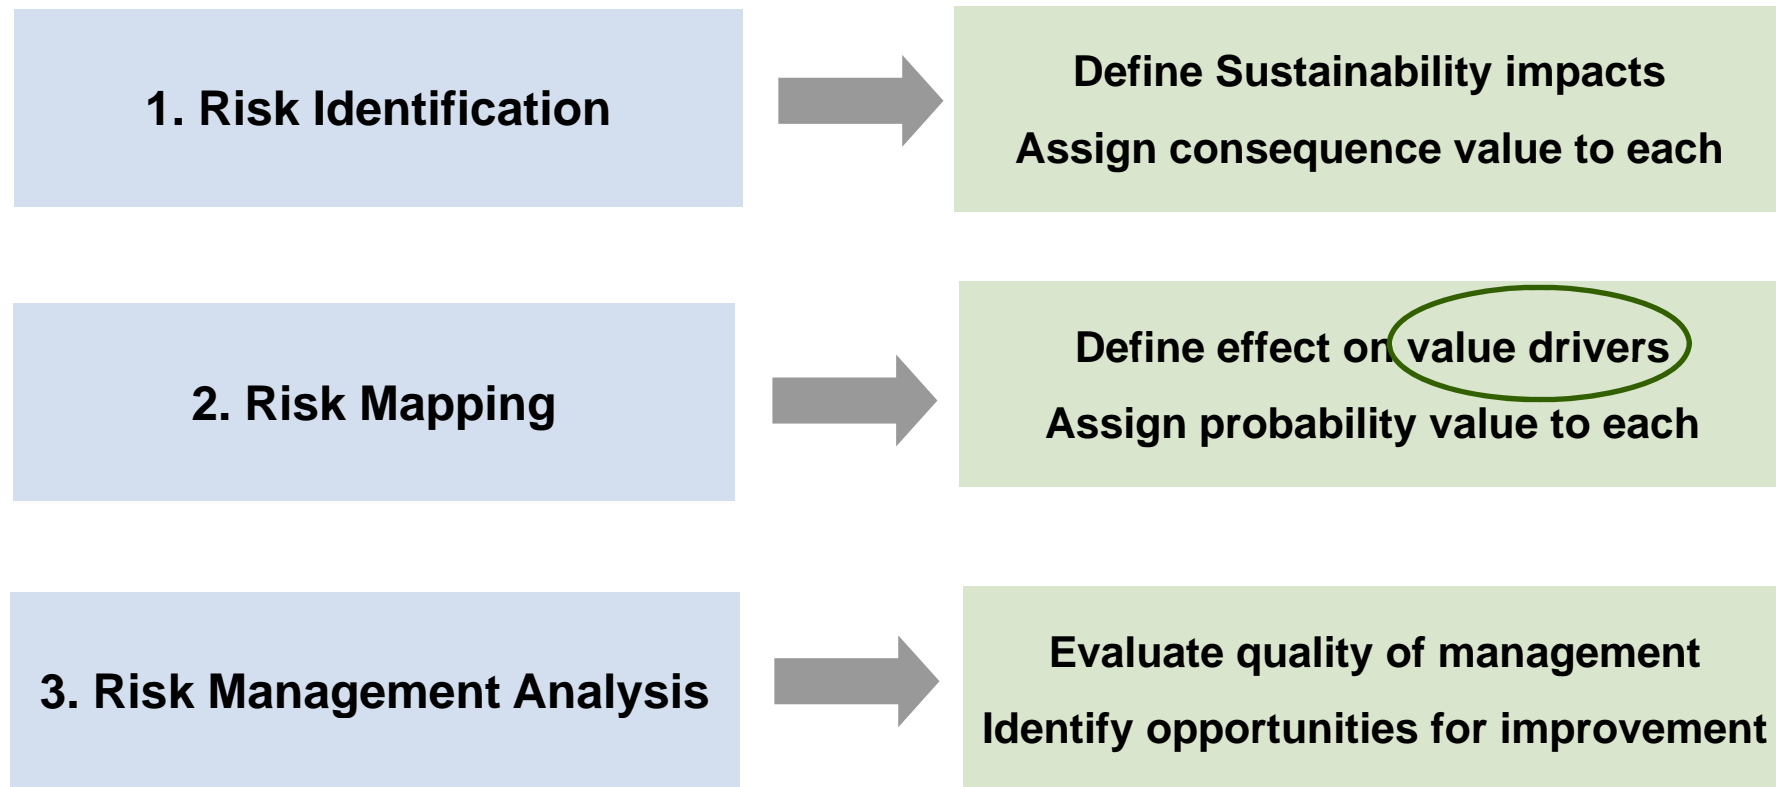 1. Risk Identification
Define Sustainability impacts
Assign consequence value to each
2. Risk Mapping
Define effect on value drivers
Assign probability value to each
3. Risk Management Analysis
Evaluate quality of management
Identify opportunities for improvement